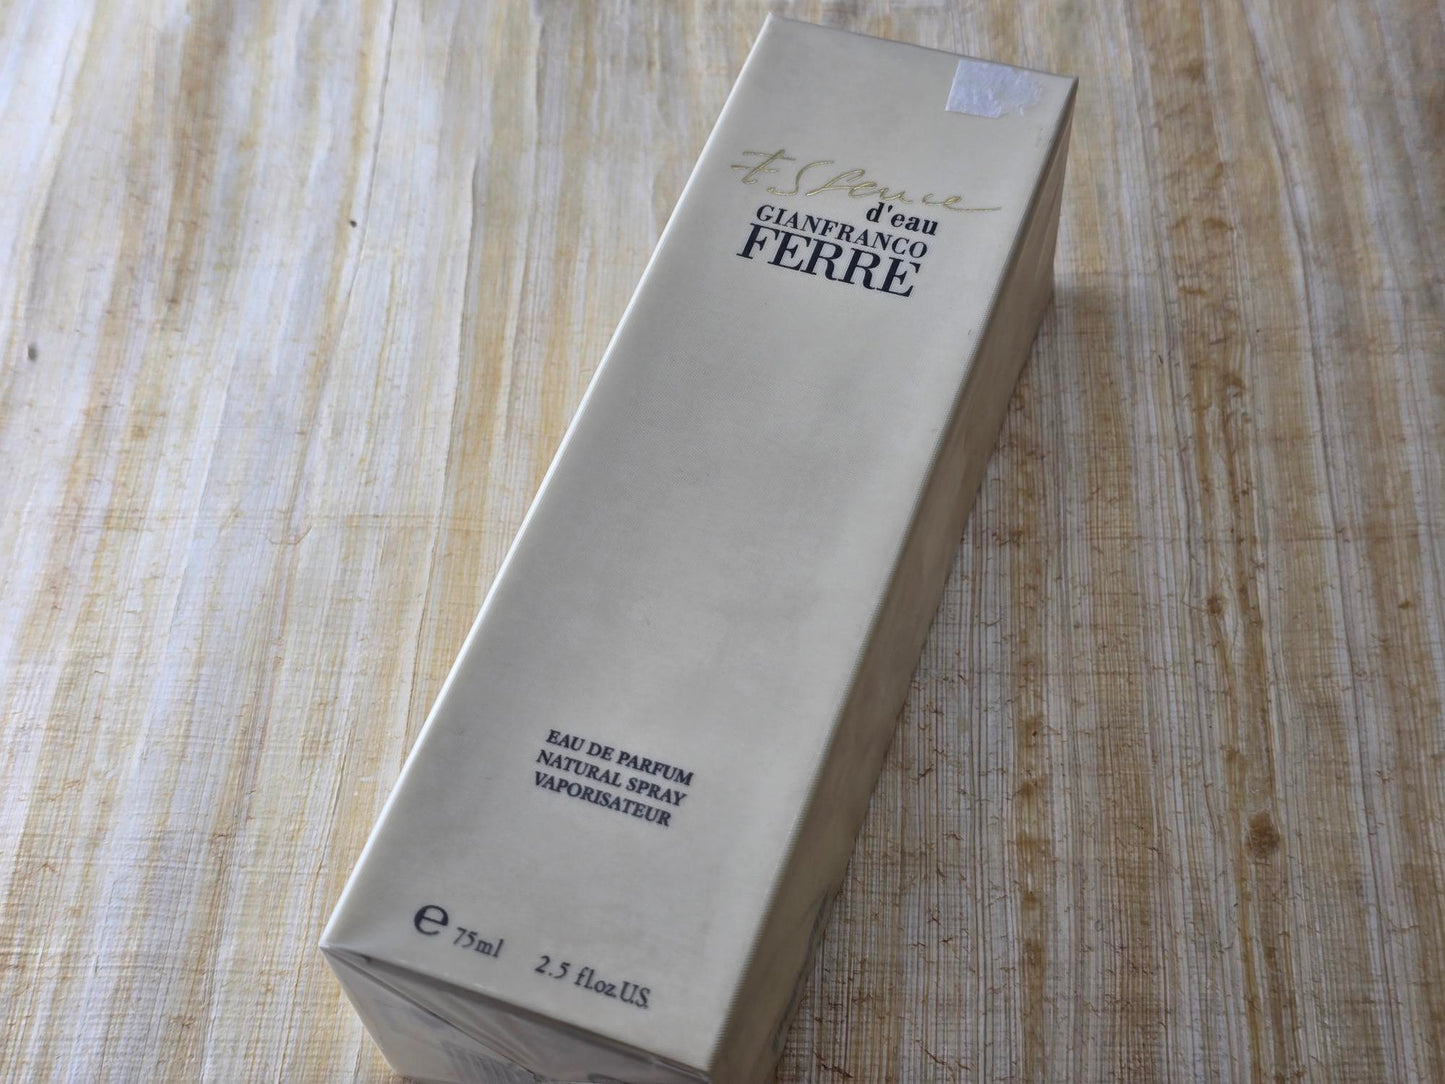 Essence
d'eau
GIANFRANCO
FERRE
EAU DE PARFUM
NATURAL SPRAY
VAPORISATEUR
e 75ml 2.5 fl.oz.U.S.